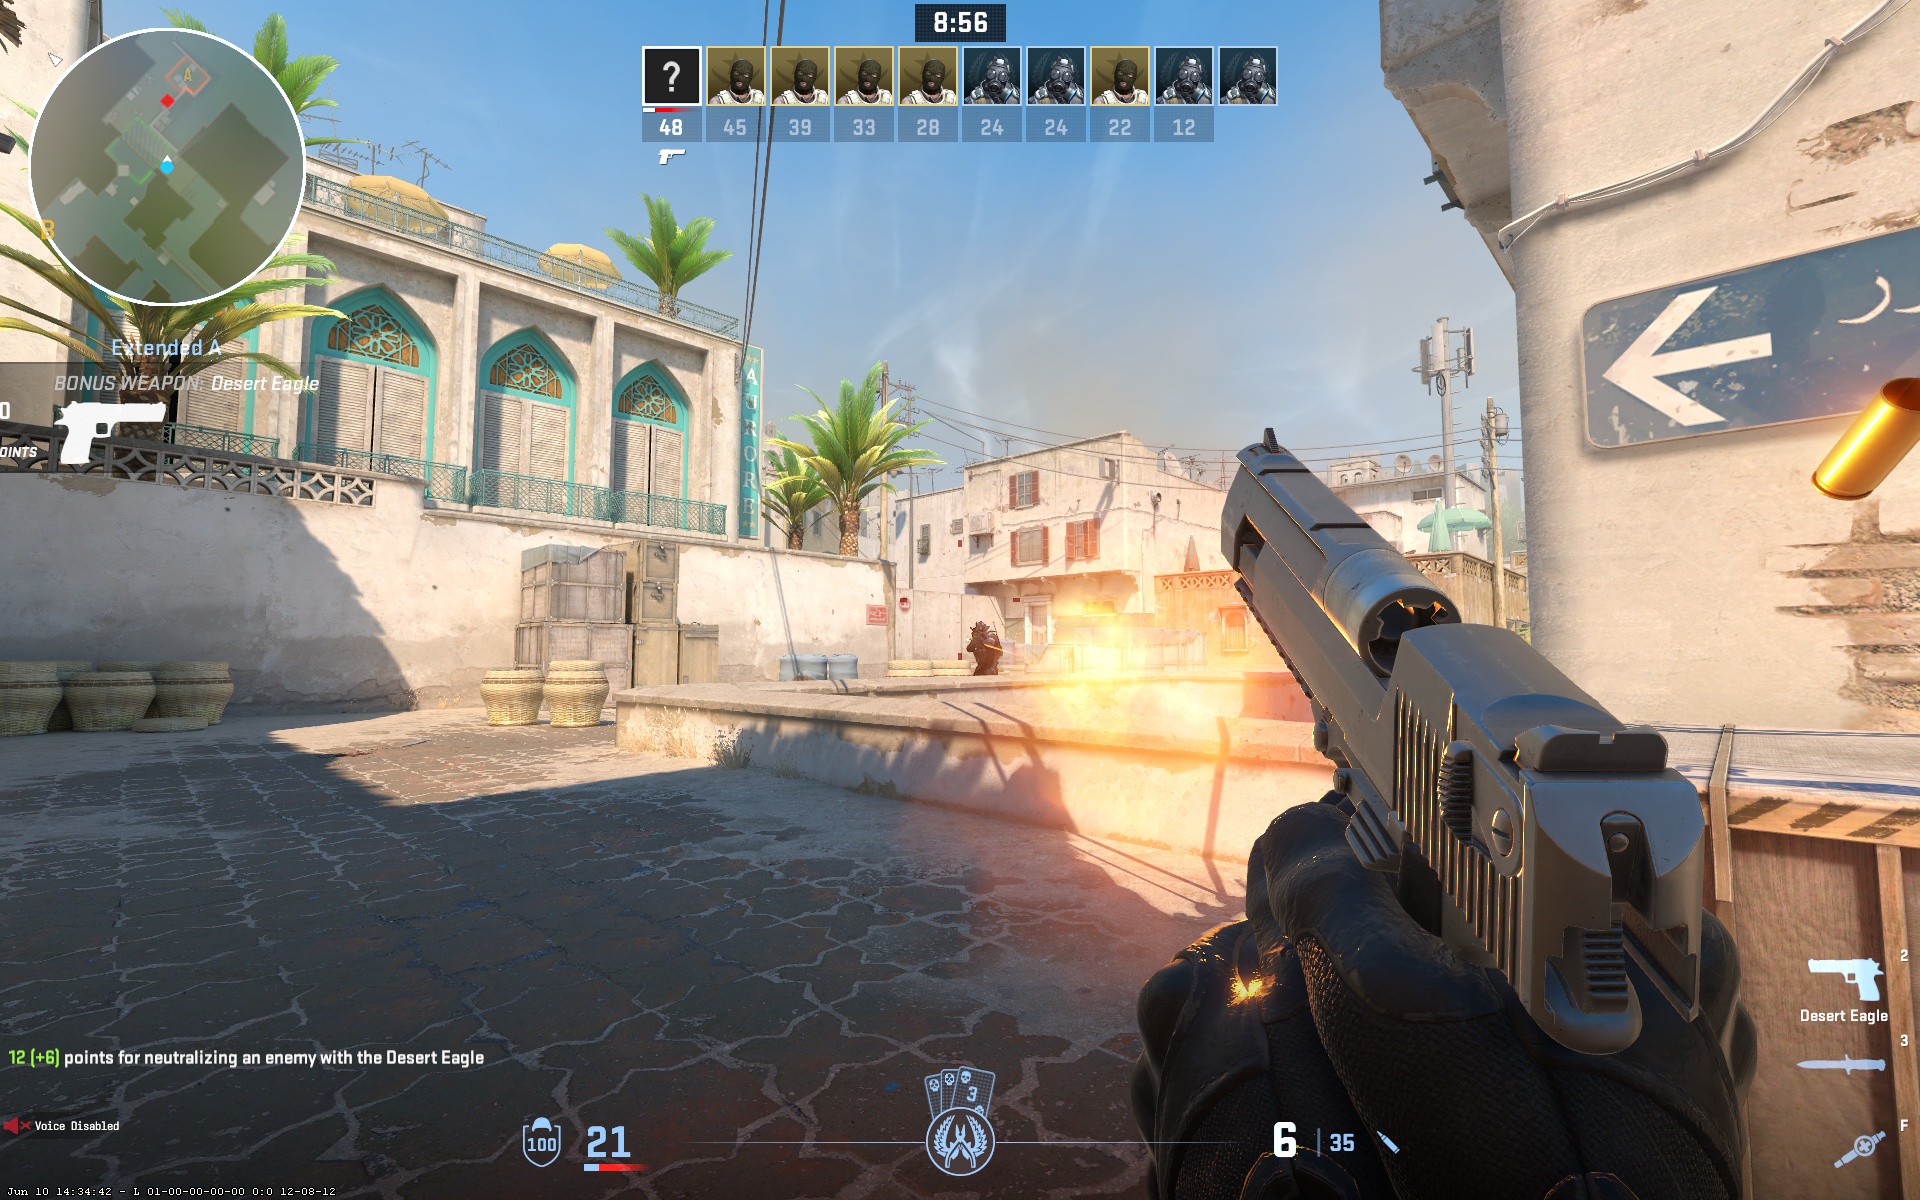 8:56
?
48 45 39 33 28 24 24 22 12
A
B
Extended A
BONUS WEAPON: Desert Eagle
0
OINTS
AURORE
2
Desert Eagle
3
12 (+6) points for neutralizing an enemy with the Desert Eagle
3
Voice Disabled
F
100 21
6 35
Jun 10 14:34:42 - L 01-00-00-00-00 0:0 12-08-12